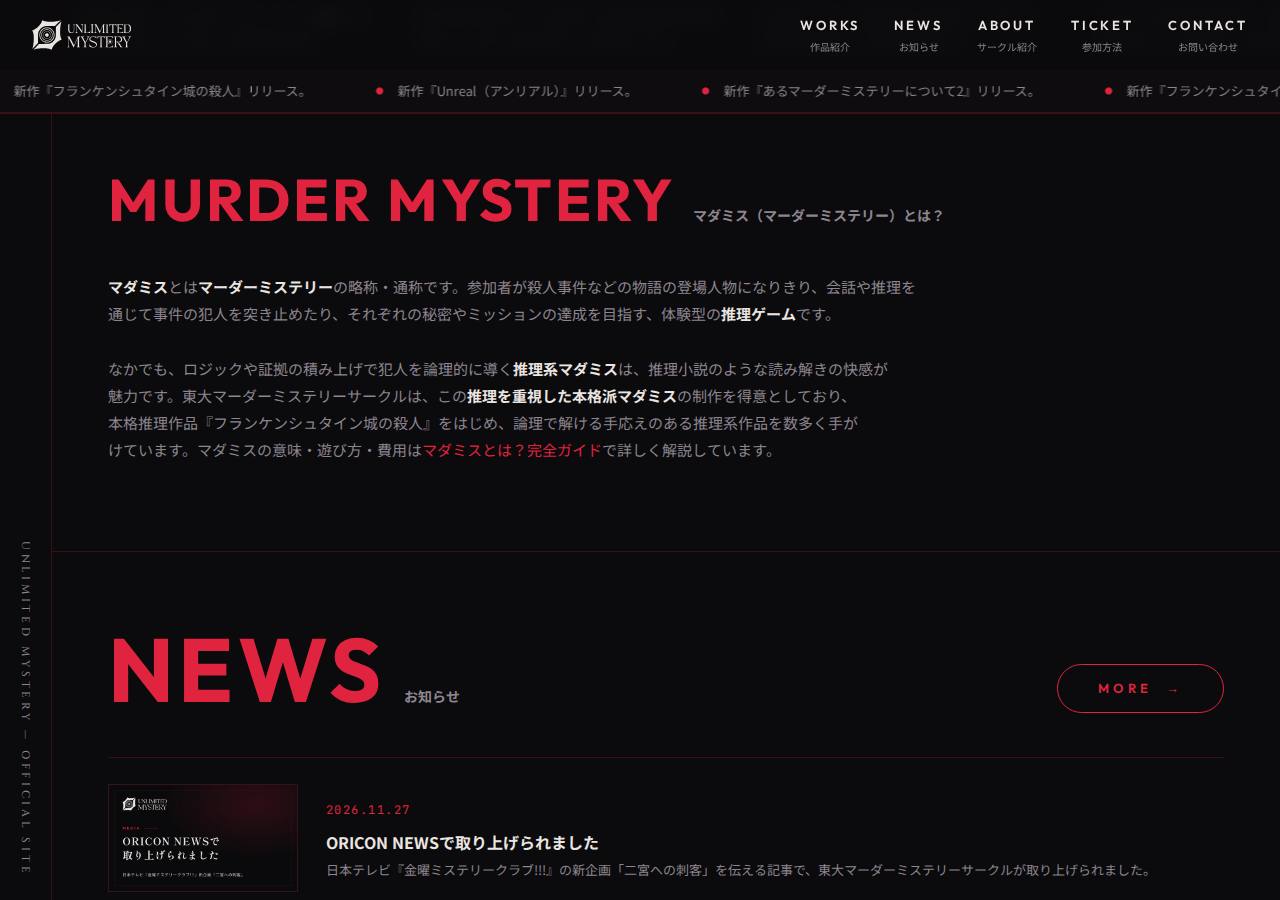 UNLIMITED
MYSTERY
WORKS NEWS ABOUT TICKET CONTACT
作品紹介 お知らせ サークル紹介 参加方法 お問い合わせ
新作『フランケンシュタイン城の殺人』リリース。 新作『Unreal（アンリアル）』リリース。 新作『あるマーダーミステリーについて2』リリース。 新作『フランケンシュタイ
MURDER MYSTERY マダミス（マーダーミステリー）とは？
マダミスとはマーダーミステリーの略称・通称です。参加者が殺人事件などの物語の登場人物になりきり、会話や推理を
通じて事件の犯人を突き止めたり、それぞれの秘密やミッションの達成を目指す、体験型の推理ゲームです。
なかでも、ロジックや証拠の積み上げで犯人を論理的に導く推理系マダミスは、推理小説のような読み解きの快感が
魅力です。東大マーダーミステリーサークルは、この推理を重視した本格派マダミスの制作を得意としており、
本格推理作品『フランケンシュタイン城の殺人』をはじめ、論理で解ける手応えのある推理系作品を数多く手が
けています。マダミスの意味・遊び方・費用はマダミスとは？完全ガイドで詳しく解説しています。
UNLIMITED MYSTERY — OFFICIAL SITE
NEWS お知らせ
MORE →
UNLIMITED
MYSTERY
MEDIA
ORICON NEWSで
取り上げられました
日本テレビ『金曜ミステリークラブ!!!』の新企画「二宮への刺客」
2026.11.27
ORICON NEWSで取り上げられました
日本テレビ『金曜ミステリークラブ!!!』の新企画「二宮への刺客」を伝える記事で、東大マーダーミステリーサークルが取り上げられました。